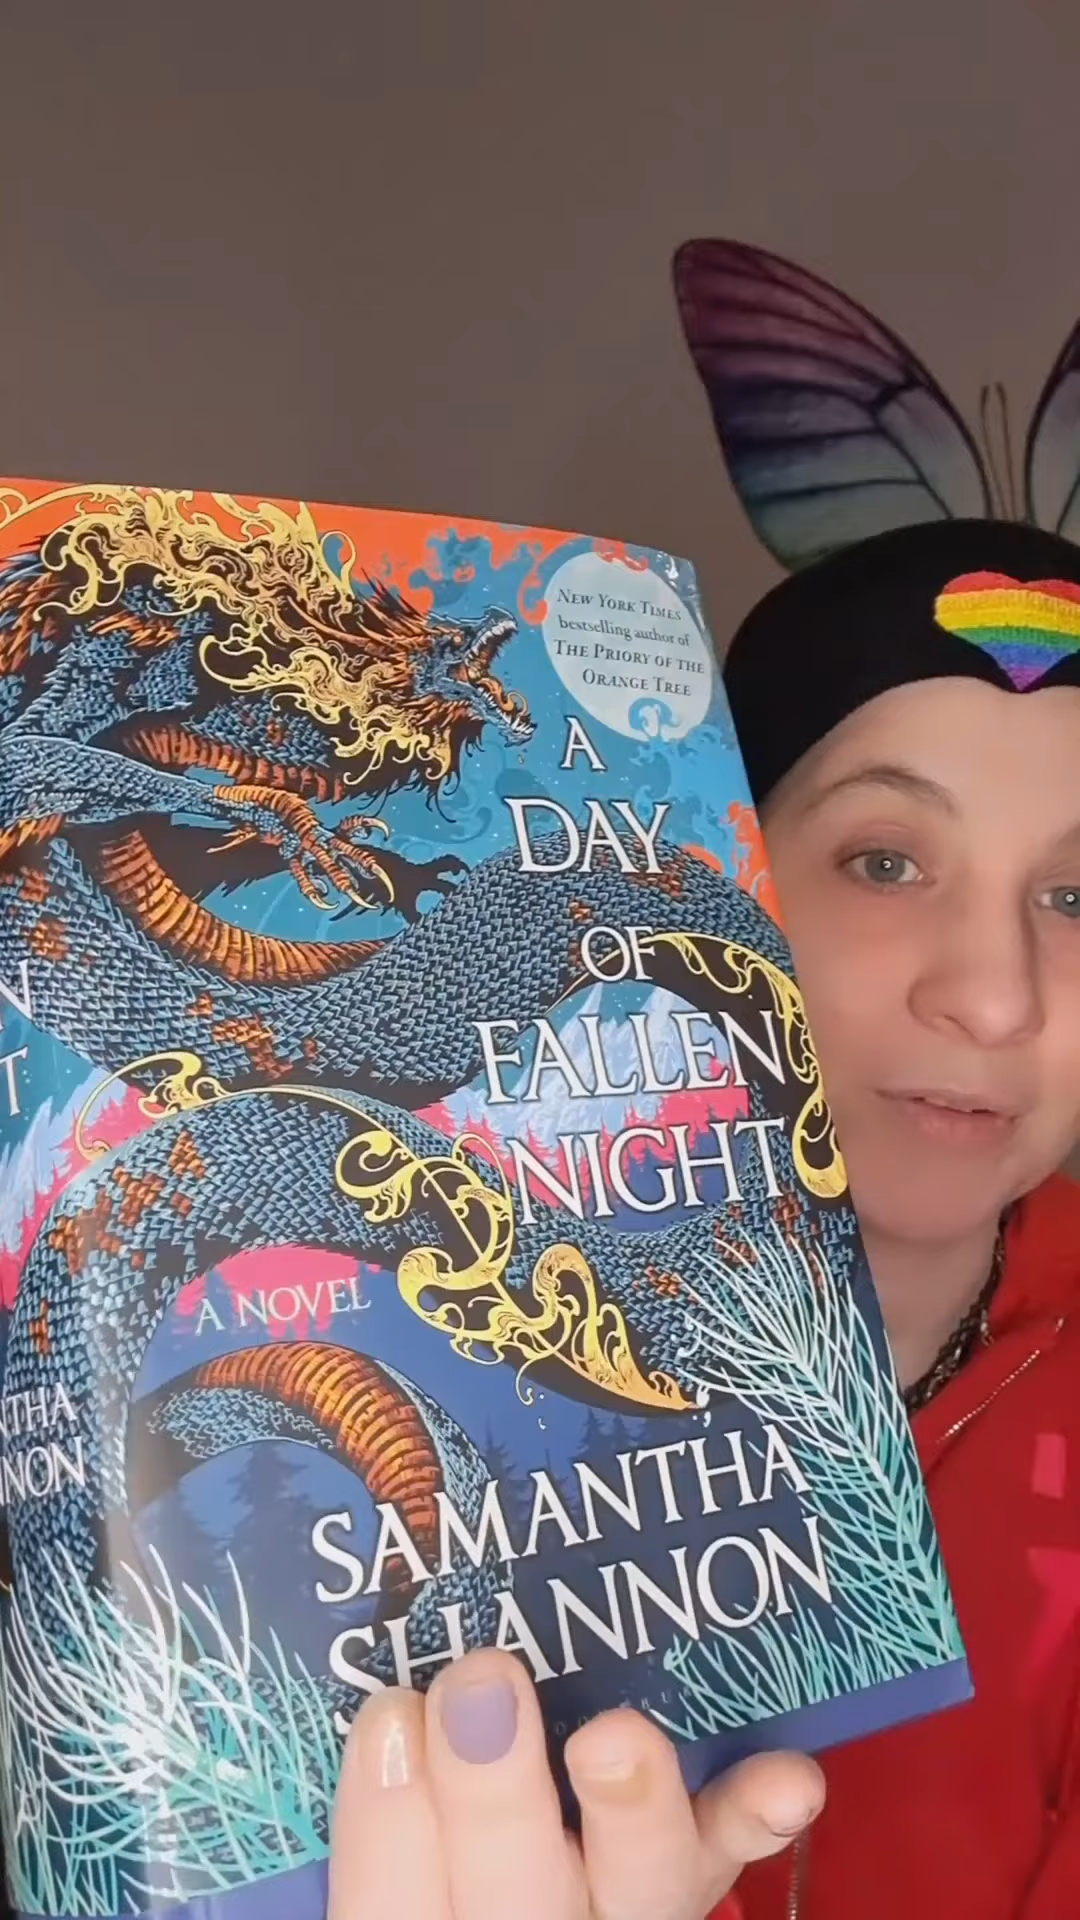 NEW YORK TIMES
bestselling author of
THE PRIORY OF THE
ORANGE TREE
A
DAY
OF
FALLEN
NIGHT
A NOVEL
SAMANTHA
SHANNON